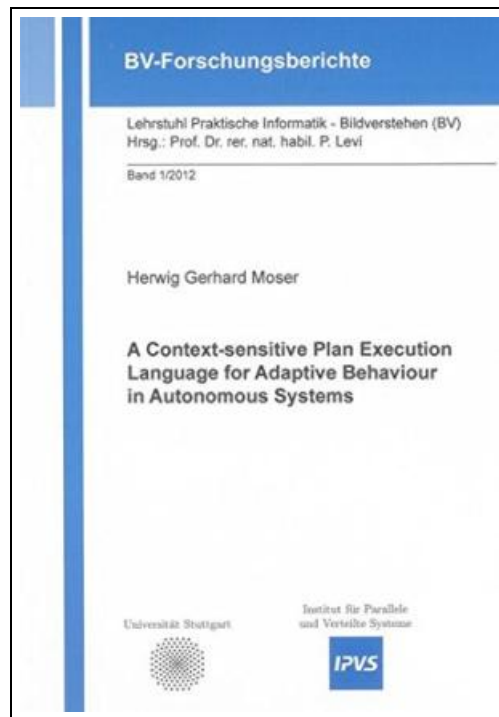 BV-Forschungsberichte
Lehrstuhl Praktische Informatik - Bildverstehen (BV)
Hrsg.: Prof. Dr. rer. nat. habil. P. Levi
Band 1/2012
Herwig Gerhard Moser
A Context-sensitive Plan Execution
Language for Adaptive Behaviour
in Autonomous Systems
Universität Stuttgart
Institut für Parallele
und Verteilte Systeme
IPVS